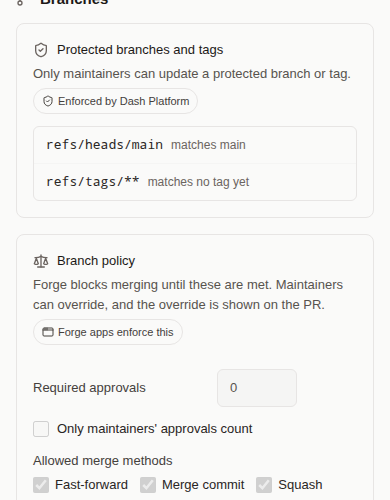 Branches
Protected branches and tags
Only maintainers can update a protected branch or tag.
Enforced by Dash Platform
refs/heads/main matches main
refs/tags/** matches no tag yet
Branch policy
Forge blocks merging until these are met. Maintainers
can override, and the override is shown on the PR.
Forge apps enforce this
Required approvals 0
Only maintainers' approvals count
Allowed merge methods
Fast-forward Merge commit Squash